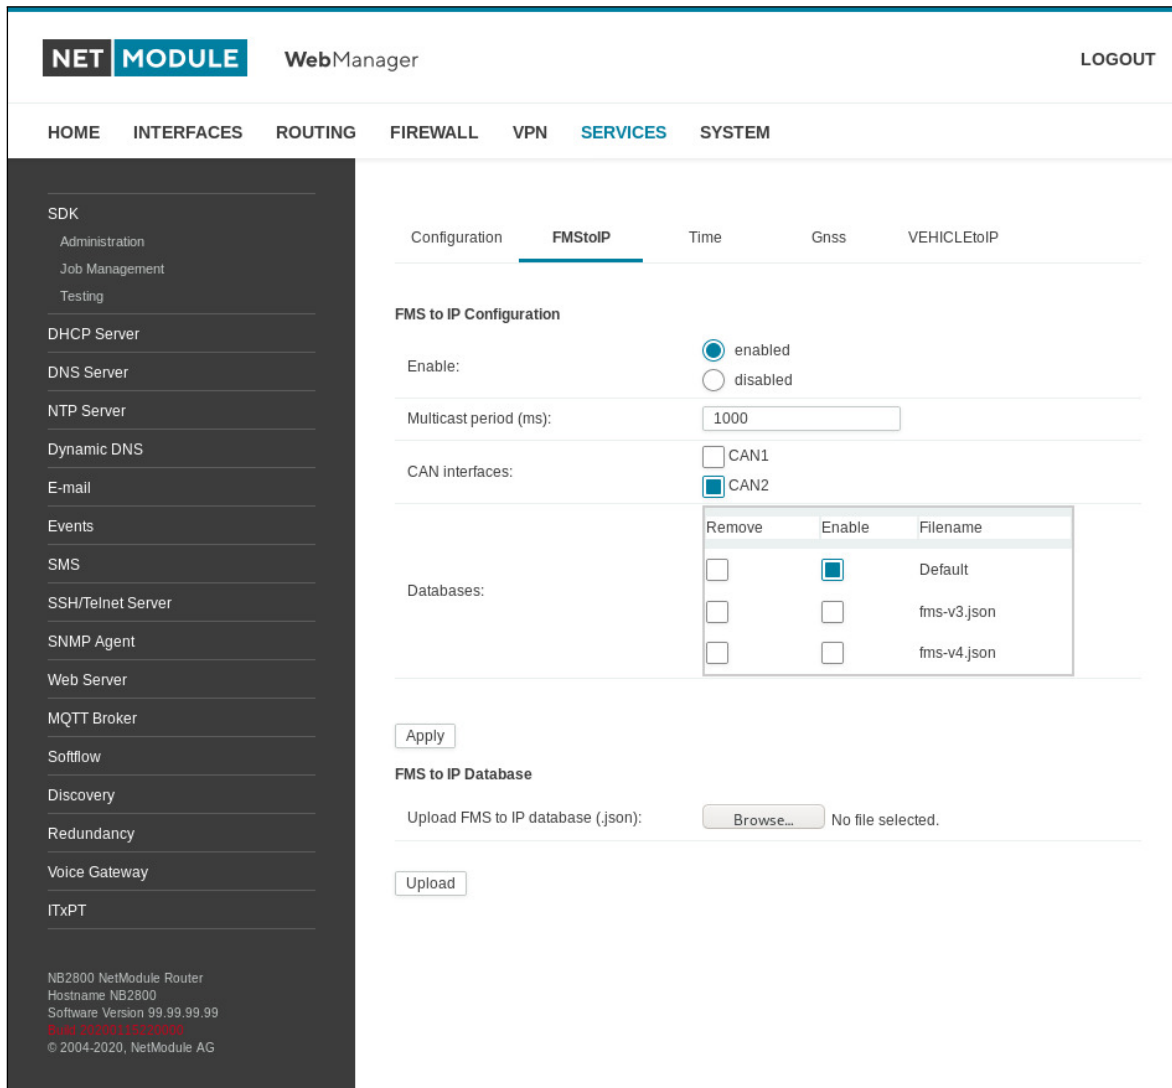 NET MODULE WebManager LOGOUT
HOME INTERFACES ROUTING FIREWALL VPN SERVICES SYSTEM
SDK
Administration
Job Management
Testing
DHCP Server
DNS Server
NTP Server
Dynamic DNS
E-mail
Events
SMS
SSH/Telnet Server
SNMP Agent
Web Server
MQTT Broker
Softflow
Discovery
Redundancy
Voice Gateway
ITxPT
NB2800 NetModule Router
Hostname NB2800
Software Version 99.99.99.99
Build
© 2004-2020, NetModule AG
Configuration FMStoIP Time Gnss VEHICLEtoIP
FMS to IP Configuration
Enable: enabled
disabled
Multicast period (ms): 1000
CAN interfaces: CAN1
CAN2
Databases:
Remove Enable Filename
Default
fms-v3.json
fms-v4.json
Apply
FMS to IP Database
Upload FMS to IP database (.json): Browse... No file selected.
Upload